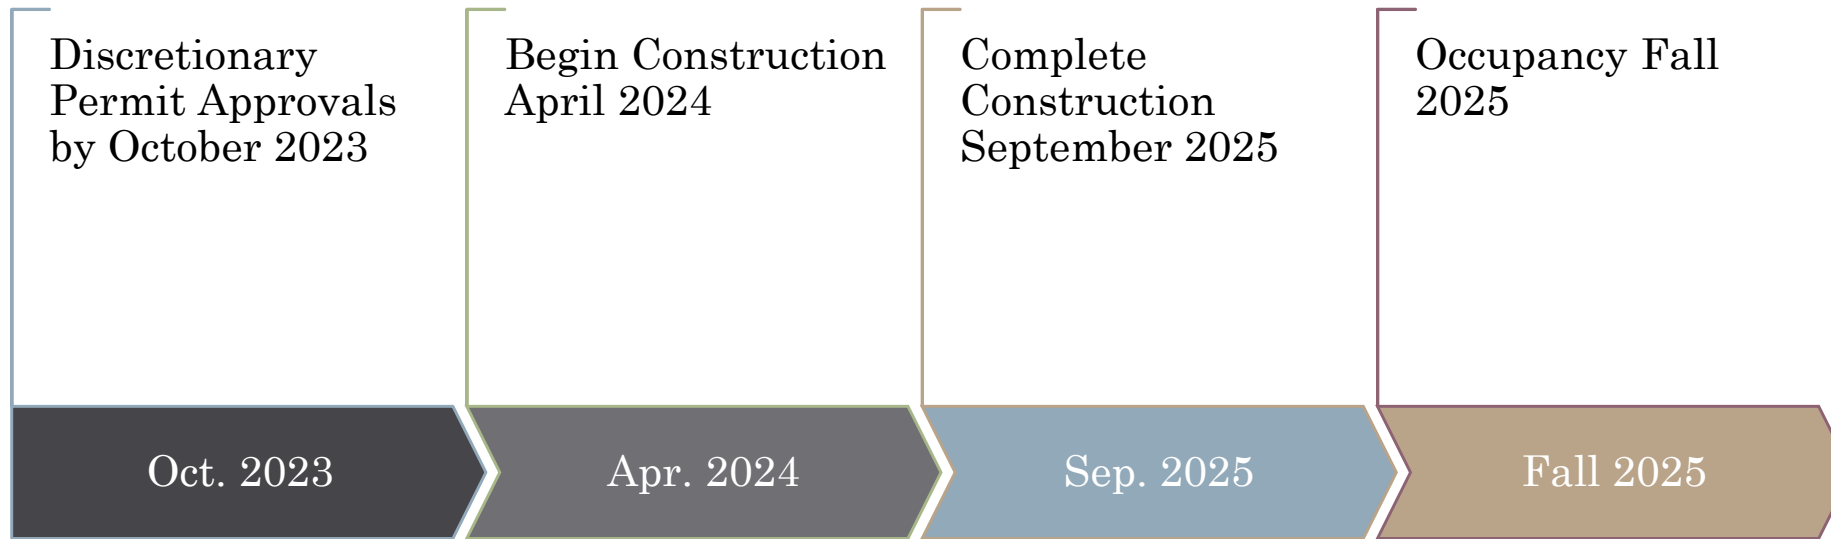 Discretionary
Permit Approvals
by October 2023
Begin Construction
April 2024
Complete
Construction
September 2025
Occupancy Fall
2025
Oct. 2023
Apr. 2024
Sep. 2025
Fall 2025